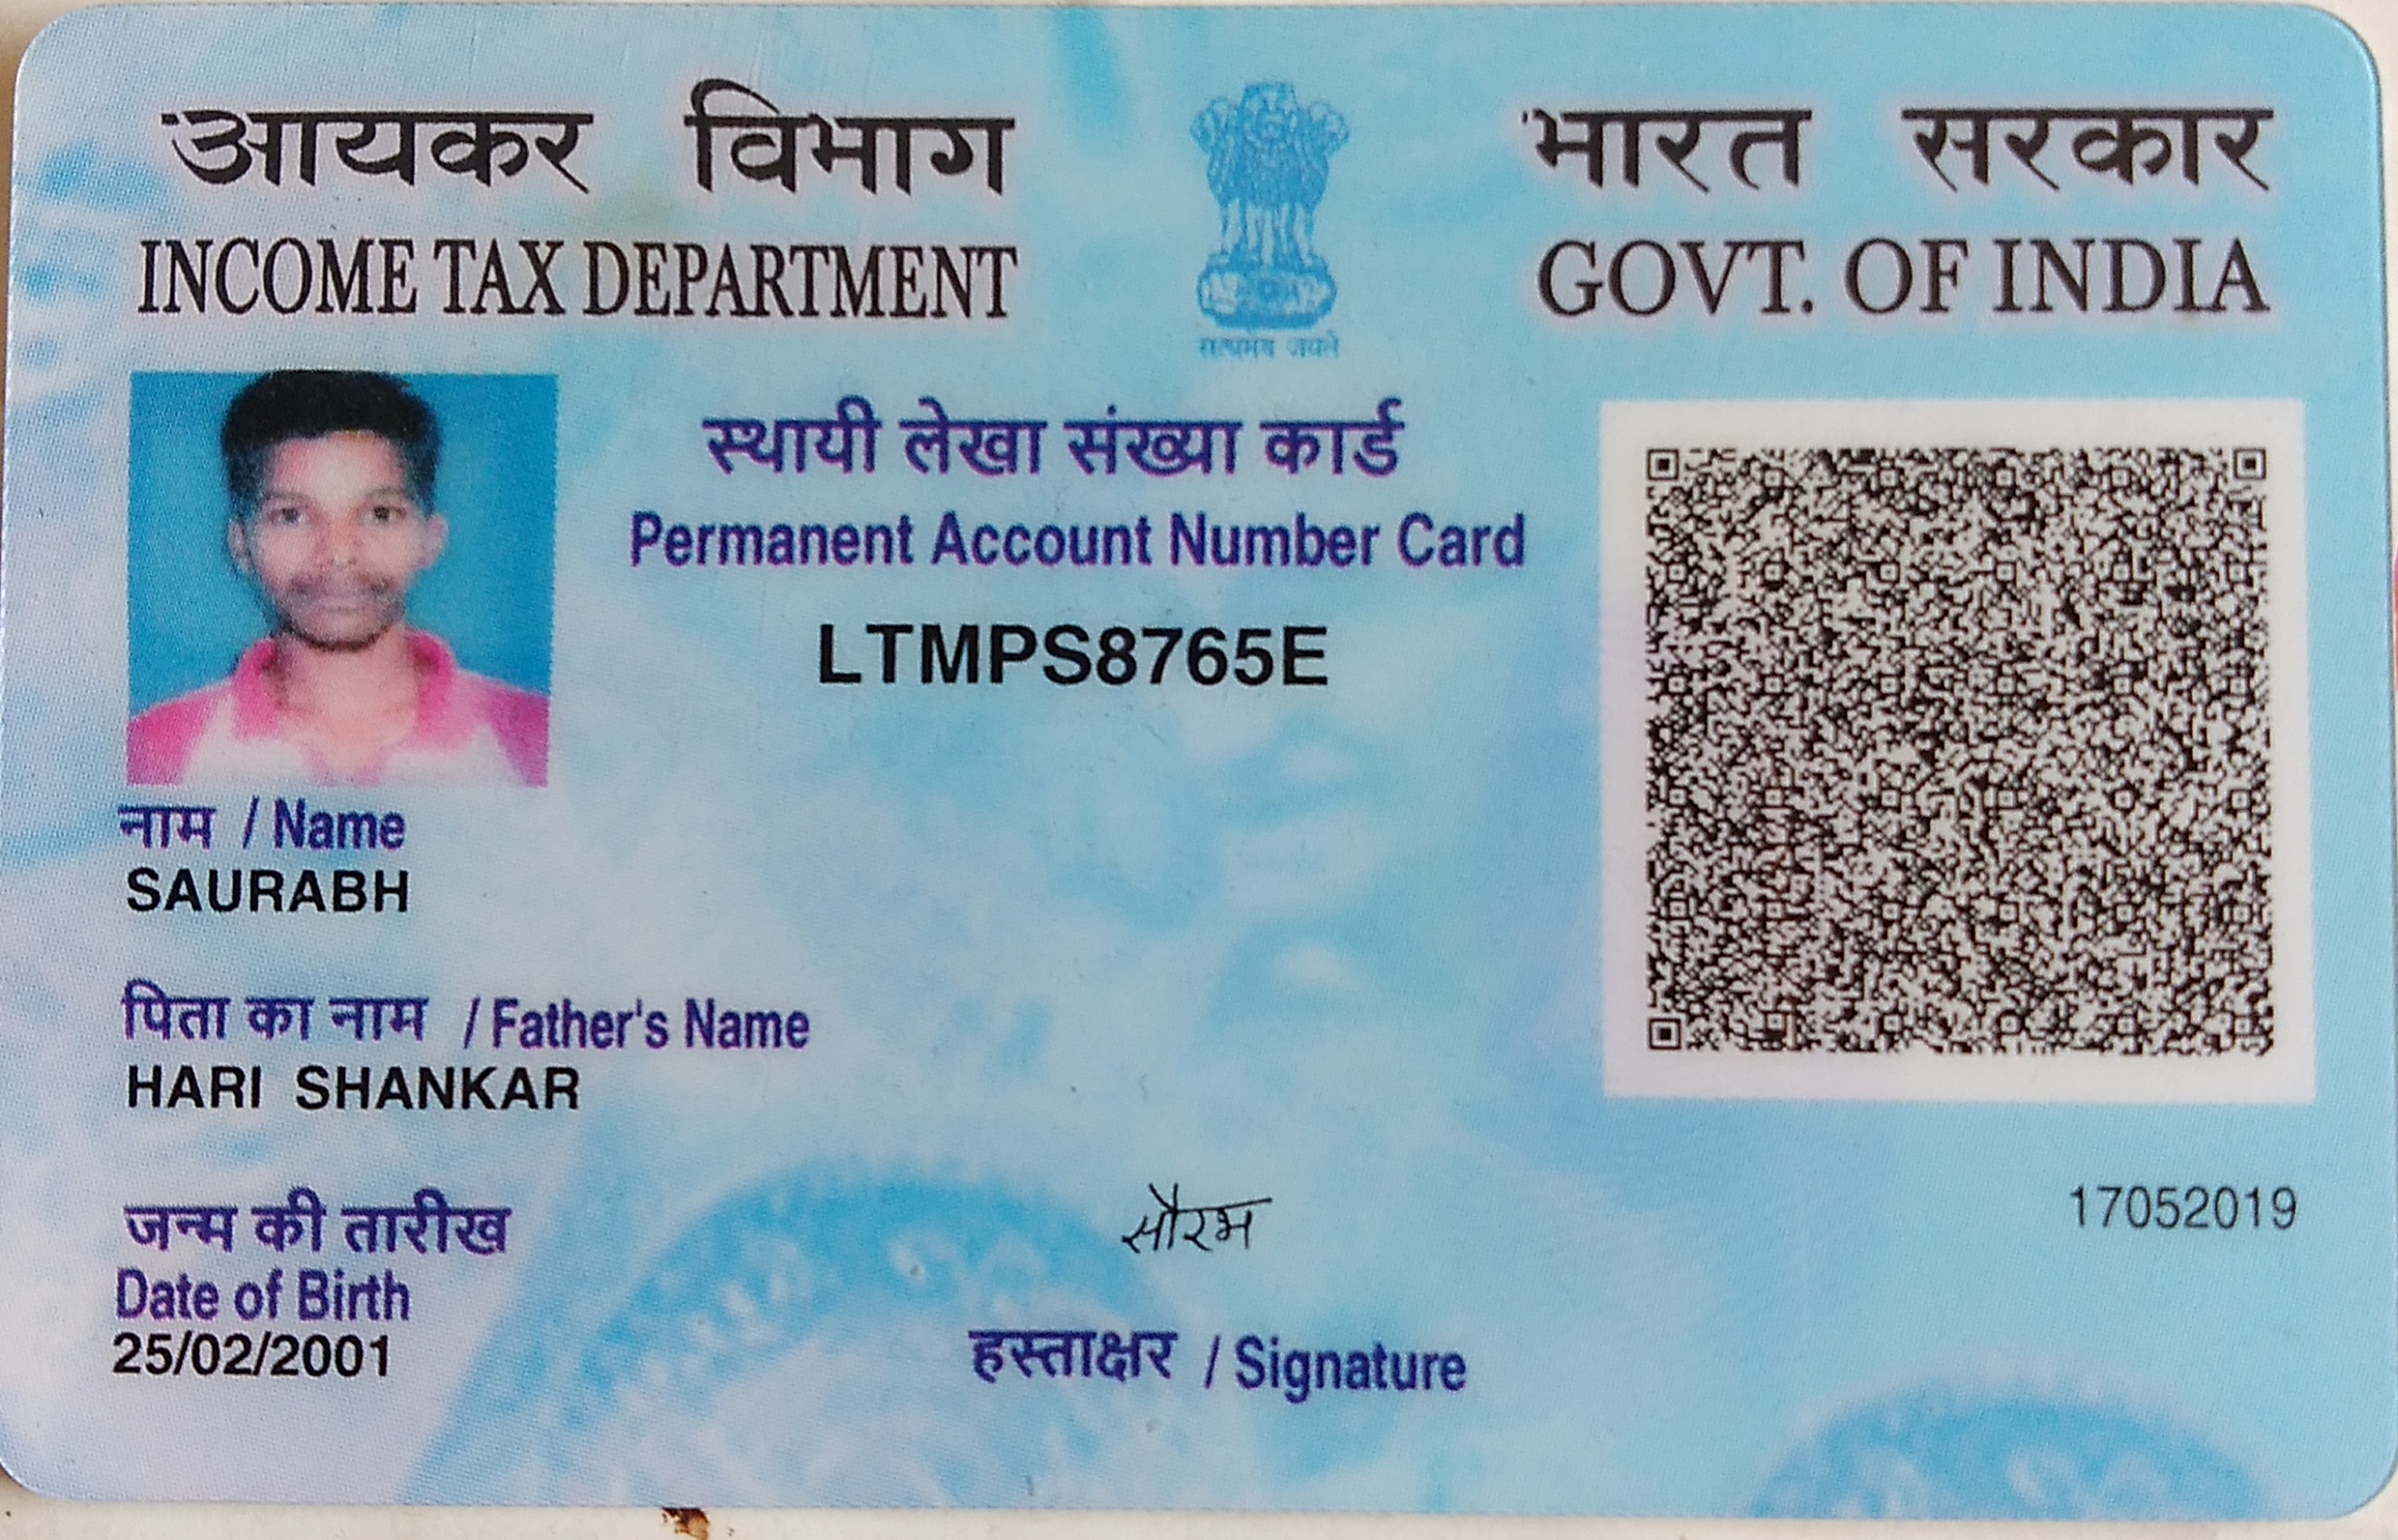 आयकर विभाग
INCOME TAX DEPARTMENT
सत्यमेव जयते
भारत सरकार
GOVT. OF INDIA
स्थायी लेखा संख्या कार्ड
Permanent Account Number Card
LTMPS8765E
नाम / Name
SAURABH
पिता का नाम / Father's Name
HARI SHANKAR
जन्म की तारीख
Date of Birth
25/02/2001
सौरभ
हस्ताक्षर / Signature
17052019